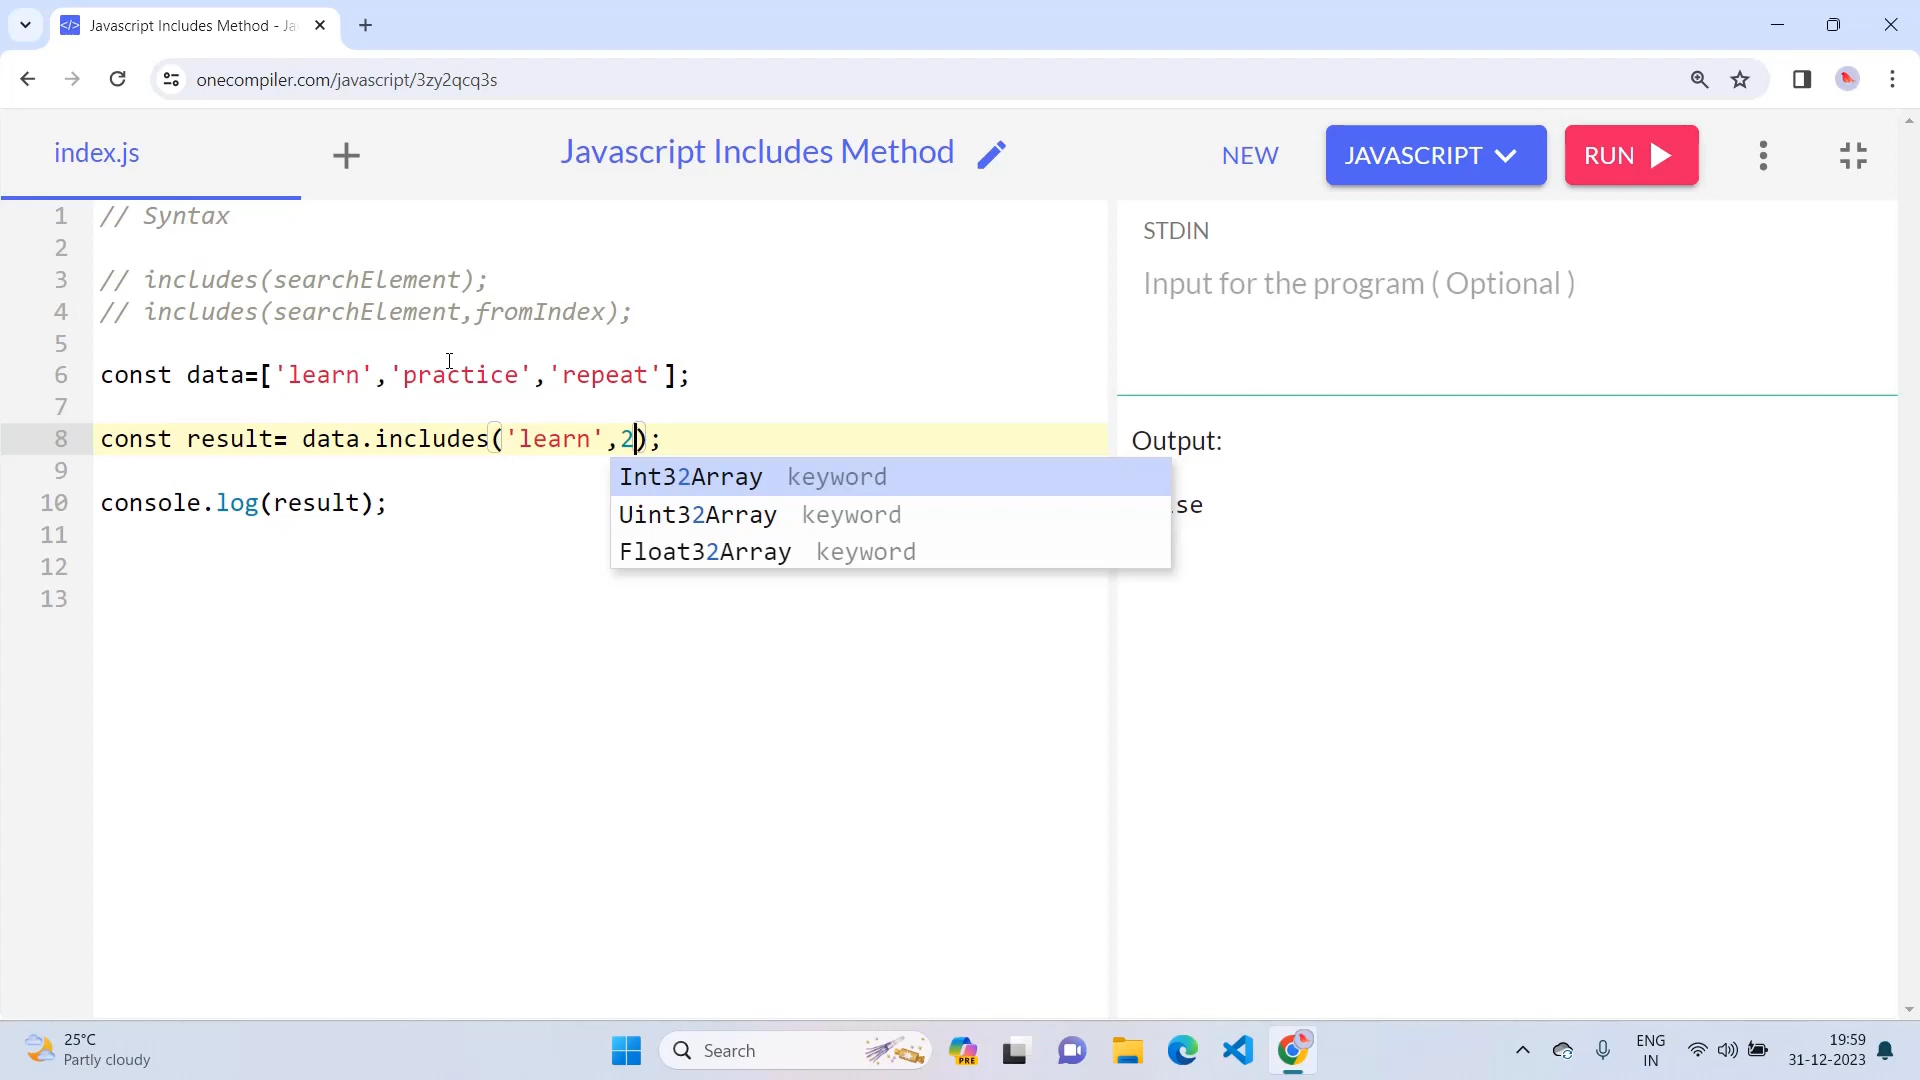 Javascript Includes Method - Ja
onecompiler.com/javascript/3zy2qcq3s
index.js
Javascript Includes Method
NEW
JAVASCRIPT
RUN
1 // Syntax
2
3 // includes(searchElement);
4 // includes(searchElement,fromIndex);
5
6 const data=['learn','practice','repeat'];
7
8 const result= data.includes('learn',2);
9
10 console.log(result);
11
12
13
Int32Array keyword
Uint32Array keyword
Float32Array keyword
STDIN
Input for the program ( Optional )
Output:
se
25°C
Partly cloudy
Search
PRE
ENG
IN
19:59
31-12-2023